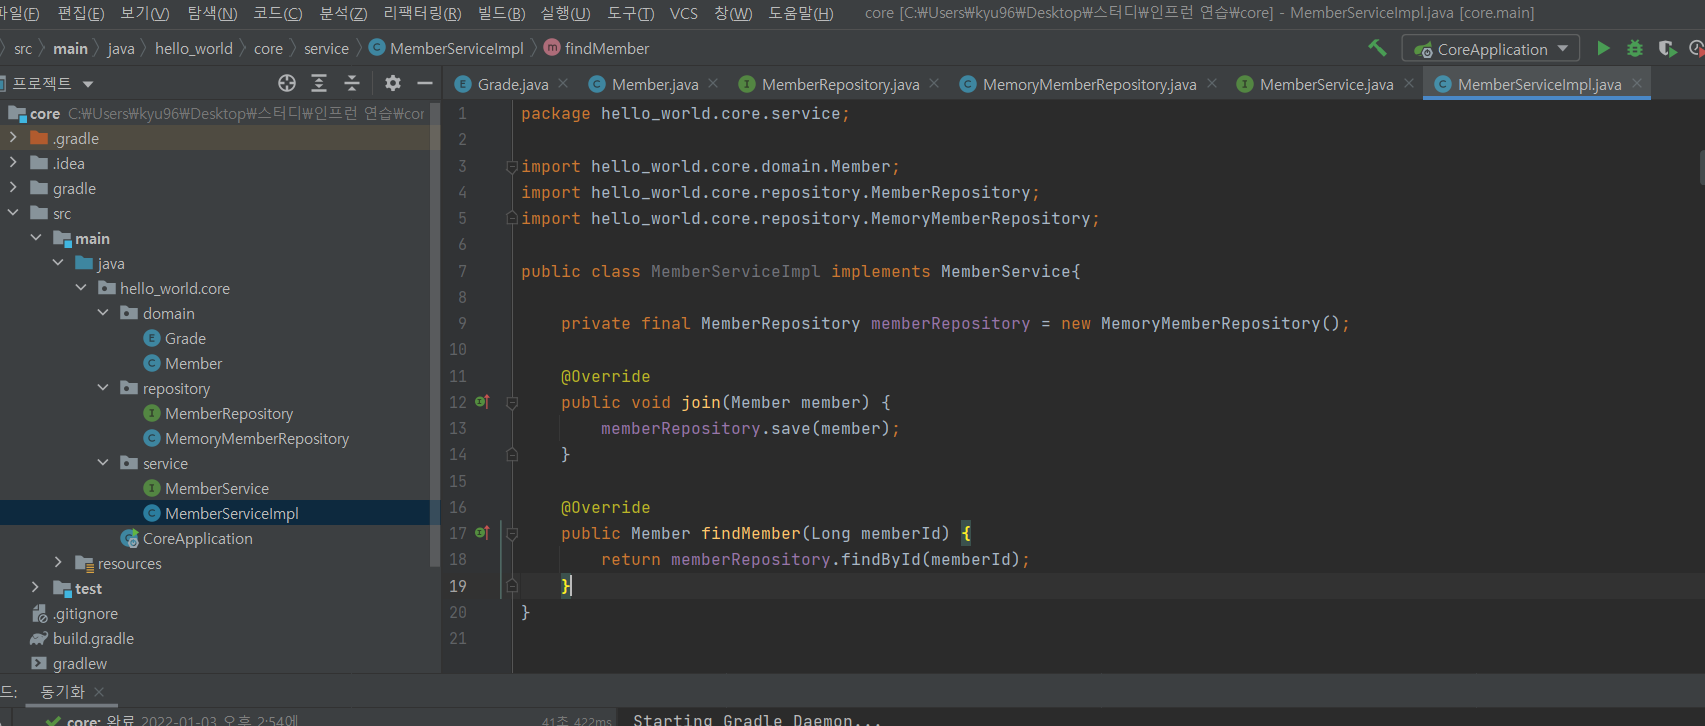 파일(F) 편집(E) 보기(V) 탐색(N) 코드(C) 분석(Z) 리팩터링(R) 빌드(B) 실행(U) 도구(T) VCS 창(W) 도움말(H) core [C:\Users\kyu96\Desktop\스터디\인프런 연습\core] - MemberServiceImpl.java [core.main]
src main java hello_world core service MemberServiceImpl findMember CoreApplication
프로젝트
Grade.java Member.java MemberRepository.java MemoryMemberRepository.java MemberService.java MemberServiceImpl.java
core C:\Users\kyu96\Desktop\스터디\인프런 연습\cor
.gradle
.idea
gradle
src
main
java
hello_world.core
domain
Grade
Member
repository
MemberRepository
MemoryMemberRepository
service
MemberService
MemberServiceImpl
CoreApplication
resources
test
.gitignore
build.gradle
gradlew
1 package hello_world.core.service;
2
3 import hello_world.core.domain.Member;
4 import hello_world.core.repository.MemberRepository;
5 import hello_world.core.repository.MemoryMemberRepository;
6
7 public class MemberServiceImpl implements MemberService{
8
9 private final MemberRepository memberRepository = new MemoryMemberRepository();
10
11 @Override
12 public void join(Member member) {
13 memberRepository.save(member);
14 }
15
16 @Override
17 public Member findMember(Long memberId) {
18 return memberRepository.findById(memberId);
19 }
20 }
21
드: 동기화
core: 완료 2022-01-03 오후 2:54에 41초 422ms Starting Gradle Daemon...